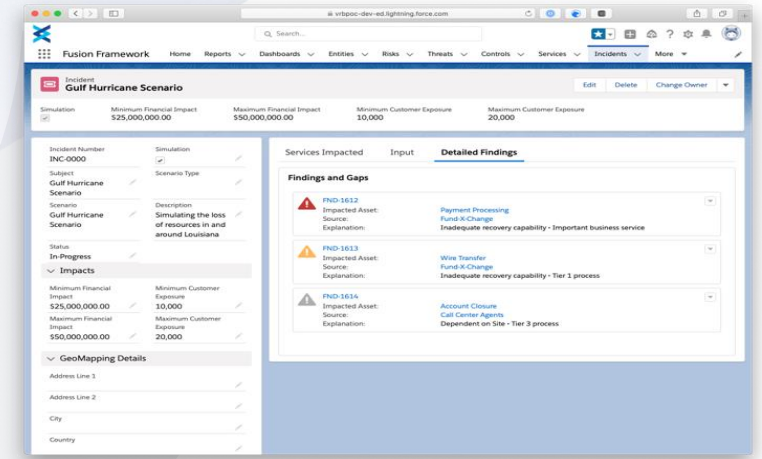 vrbpoc-dev-ed.lightning.force.com
Search...
Fusion Framework Home Reports Dashboards Entities Risks Threats Controls Services Incidents More
Incident
Gulf Hurricane Scenario
Edit Delete Change Owner
Simulation Minimum Financial Impact Maximum Financial Impact Minimum Customer Exposure Maximum Customer Exposure
$25,000,000.00 $50,000,000.00 10,000 20,000
Incident Number Simulation
INC-0000
Subject Scenario Type
Gulf Hurricane
Scenario
Scenario Description
Gulf Hurricane Simulating the loss
Scenario of resources in and
around Louisiana
Status
In-Progress
Impacts
Minimum Financial Minimum Customer
Impact Exposure
$25,000,000.00 10,000
Maximum Financial Maximum Customer
Impact Exposure
$50,000,000.00 20,000
GeoMapping Details
Address Line 1
Address Line 2
City
Country
Services Impacted Input Detailed Findings
Findings and Gaps
FND-1612
Impacted Asset: Payment Processing
Source: Fund-X-Change
Explanation: Inadequate recovery capability - Important business service
FND-1613
Impacted Asset: Wire Transfer
Source: Fund-X-Change
Explanation: Inadequate recovery capability - Tier 1 process
FND-1614
Impacted Asset: Account Closure
Source: Call Center Agents
Explanation: Dependent on Site - Tier 3 process